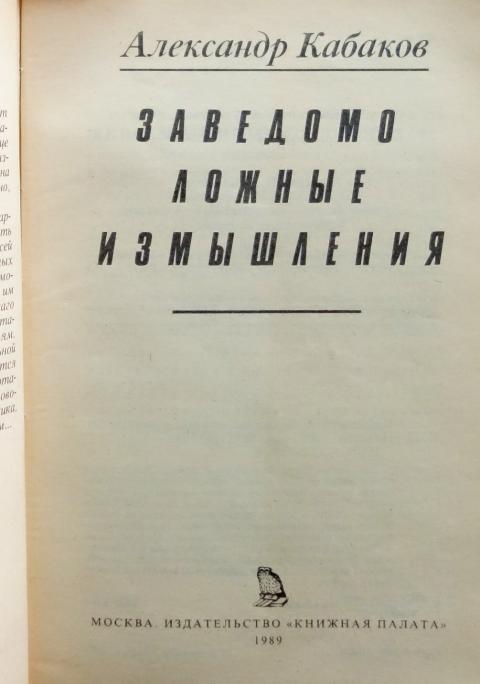 Александр Кабаков
ЗАВЕДОМО
ЛОЖНЫЕ
ИЗМЫШЛЕНИЯ
МОСКВА. ИЗДАТЕЛЬСТВО «КНИЖНАЯ ПАЛАТА»
1989